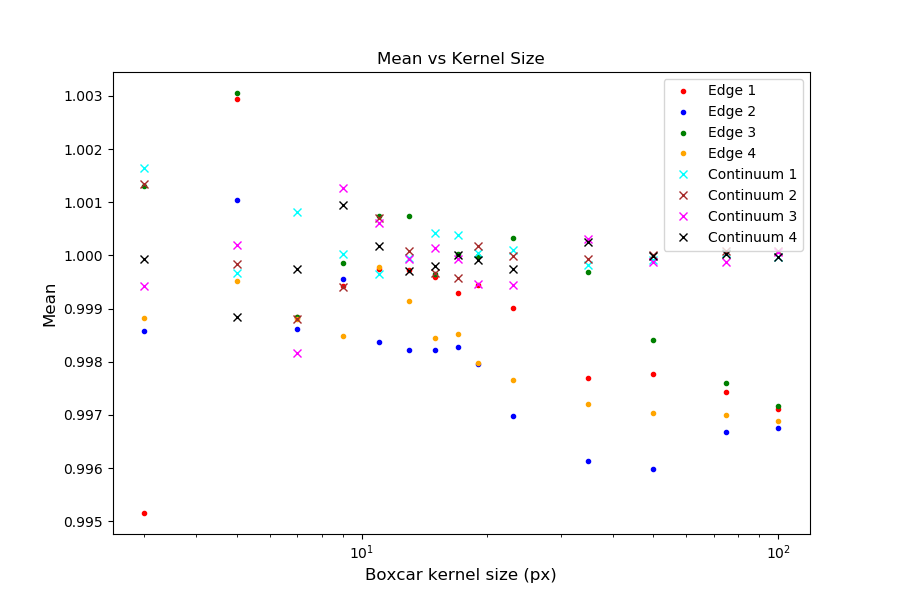 Mean vs Kernel Size
Mean
1.003
1.002
1.001
1.000
0.999
0.998
0.997
0.996
0.995
Edge 1
Edge 2
Edge 3
Edge 4
Continuum 1
Continuum 2
Continuum 3
Continuum 4
10¹
10²
Boxcar kernel size (px)